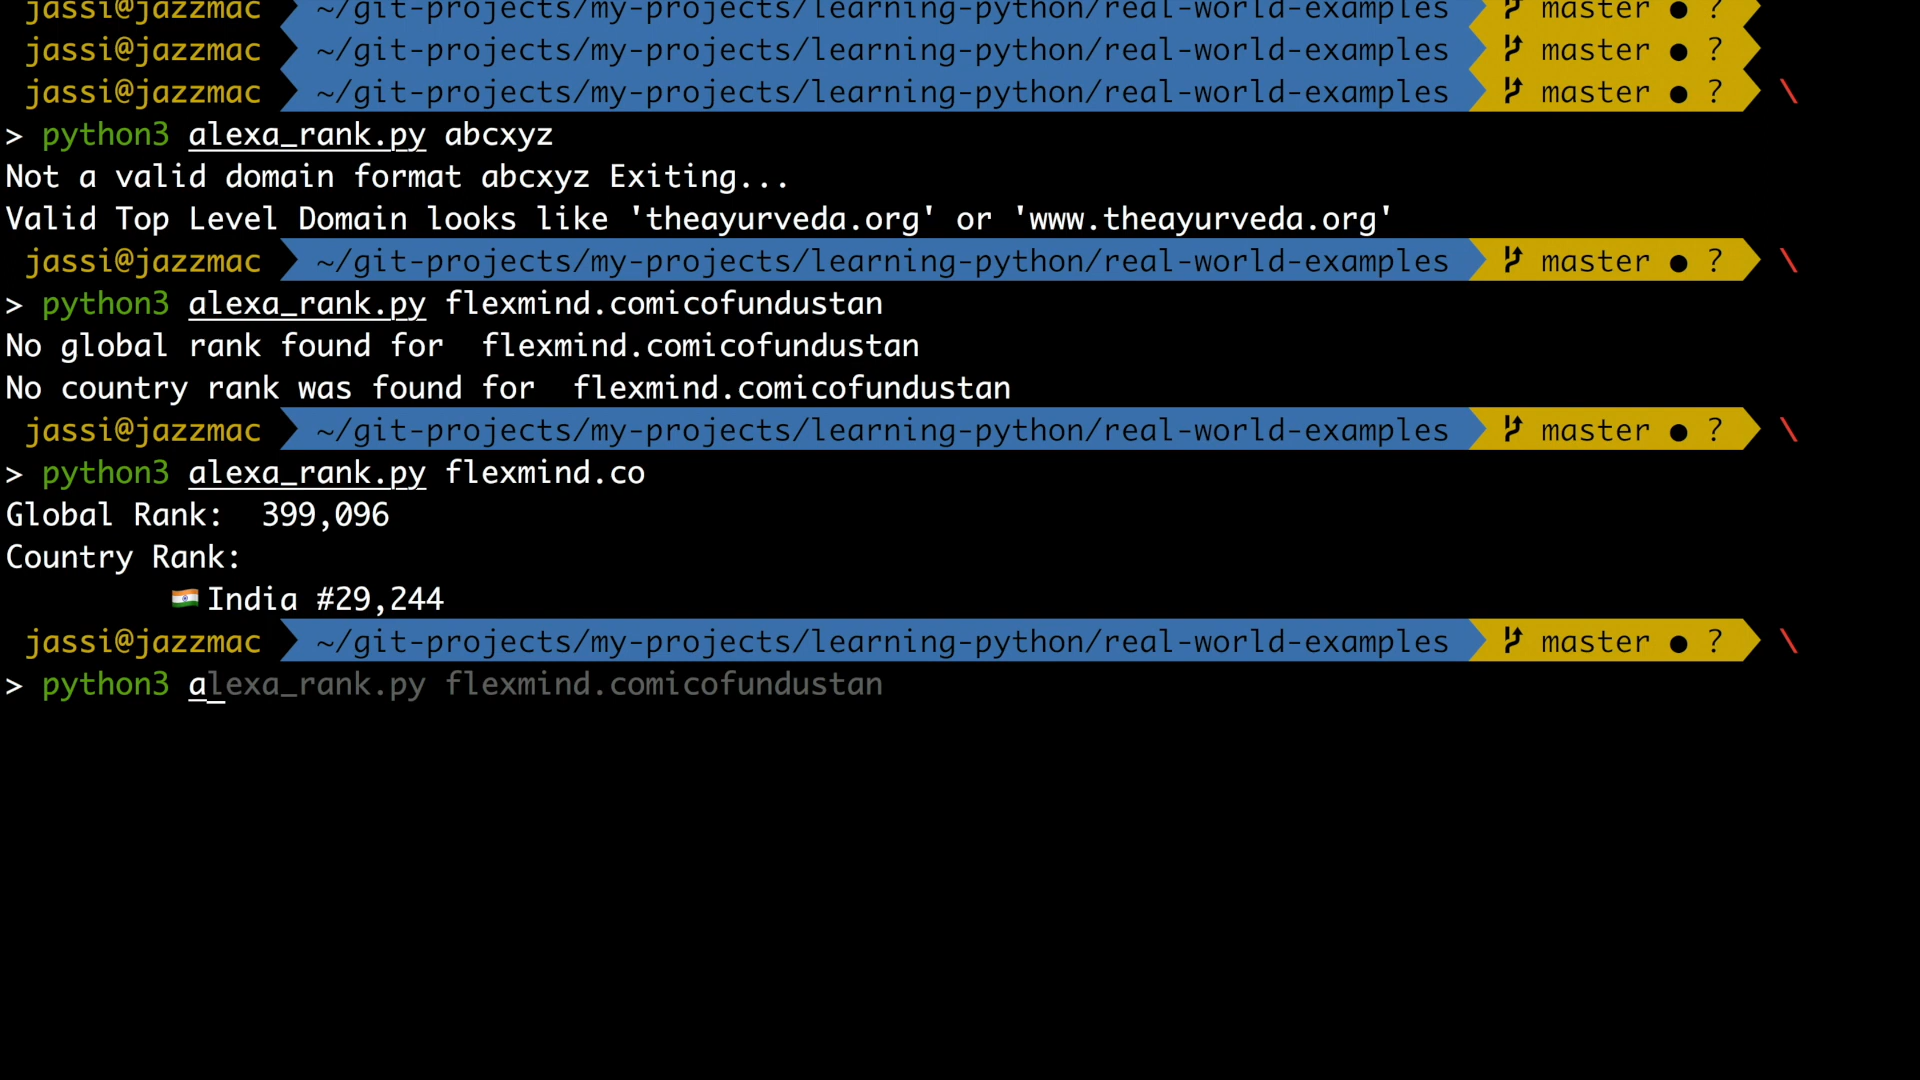 jassi@jazzmac ~/git-projects/my-projects/learning-python/real-world-examples master ● ?
jassi@jazzmac ~/git-projects/my-projects/learning-python/real-world-examples master ● ?
jassi@jazzmac ~/git-projects/my-projects/learning-python/real-world-examples master ● ? \
> python3 alexa_rank.py abcxyz
Not a valid domain format abcxyz Exiting...
Valid Top Level Domain looks like 'theayurveda.org' or 'www.theayurveda.org'
jassi@jazzmac ~/git-projects/my-projects/learning-python/real-world-examples master ● ? \
> python3 alexa_rank.py flexmind.comicofundustan
No global rank found for  flexmind.comicofundustan
No country rank was found for  flexmind.comicofundustan
jassi@jazzmac ~/git-projects/my-projects/learning-python/real-world-examples master ● ? \
> python3 alexa_rank.py flexmind.co
Global Rank:  399,096
Country Rank:
🇮🇳India #29,244
jassi@jazzmac ~/git-projects/my-projects/learning-python/real-world-examples master ● ? \
> python3 alexa_rank.py flexmind.comicofundustan